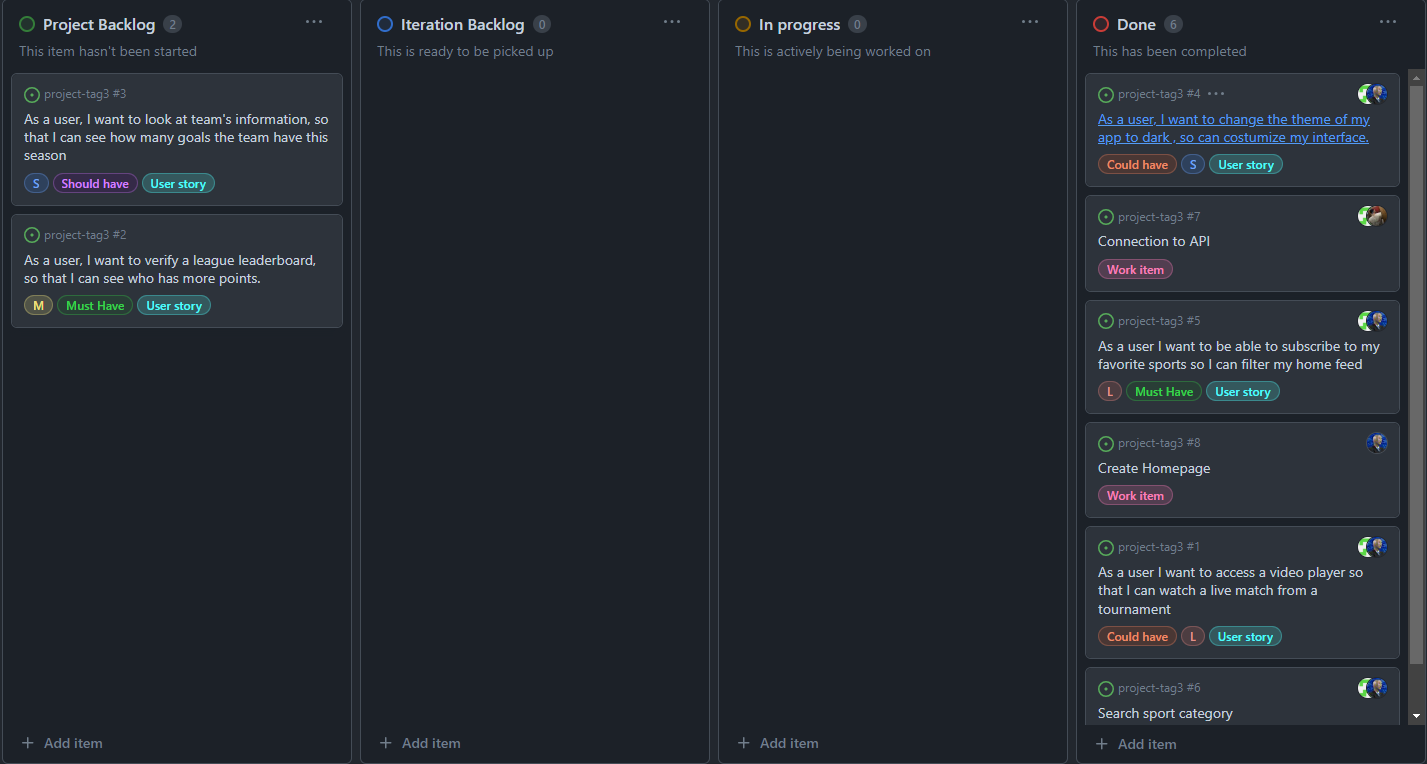 Project Backlog 2
This item hasn't been started
project-tag3 #3
As a user, I want to look at team's information, so
that I can see how many goals the team have this
season
S Should have User story
project-tag3 #2
As a user, I want to verify a league leaderboard,
so that I can see who has more points.
M Must Have User story
+ Add item
Iteration Backlog 0
This is ready to be picked up
+ Add item
In progress 0
This is actively being worked on
+ Add item
Done 6
This has been completed
project-tag3 #4
As a user, I want to change the theme of my
app to dark , so can costumize my interface.
Could have S User story
project-tag3 #7
Connection to API
Work item
project-tag3 #5
As a user I want to be able to subscribe to my
favorite sports so I can filter my home feed
L Must Have User story
project-tag3 #8
Create Homepage
Work item
project-tag3 #1
As a user I want to access a video player so
that I can watch a live match from a
tournament
Could have L User story
project-tag3 #6
Search sport category
+ Add item